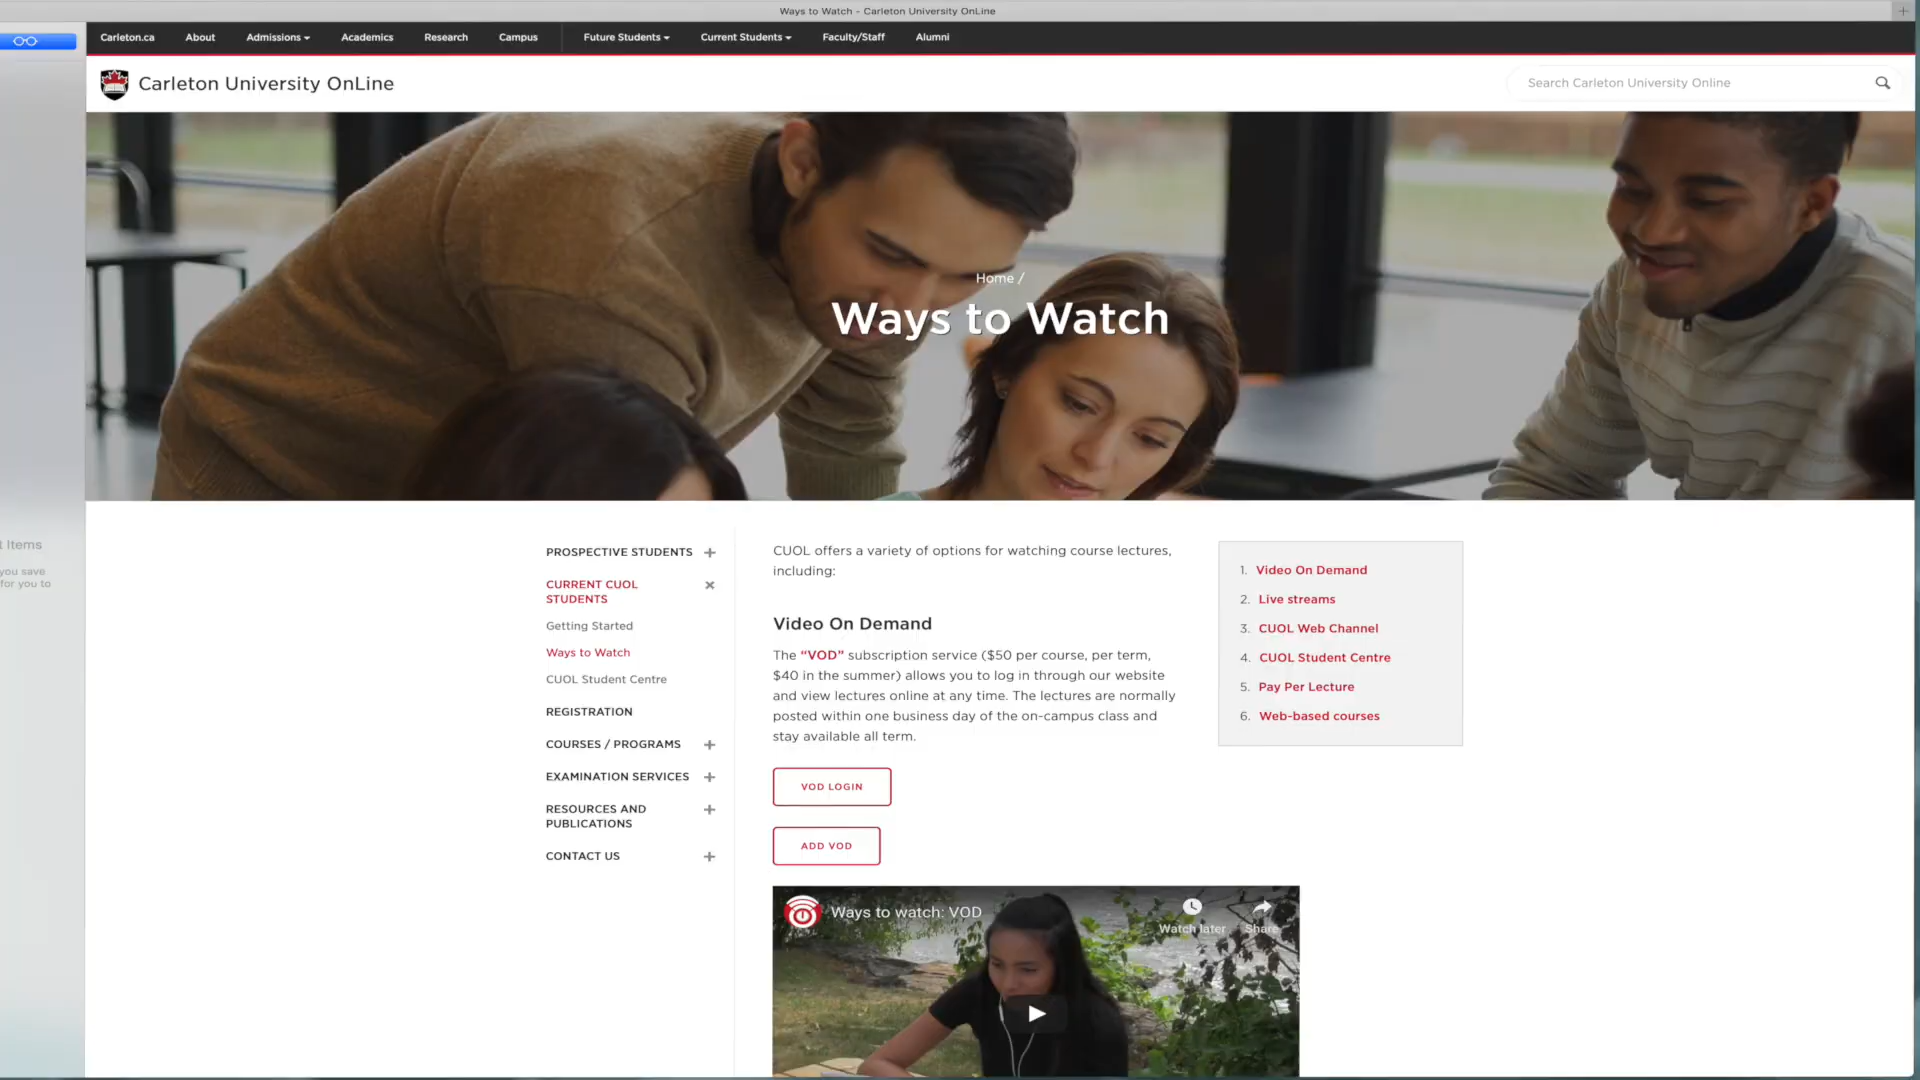 Ways to Watch - Carleton University OnLine
Carleton.ca About Admissions Academics Research Campus Future Students Current Students Faculty/Staff Alumni
Carleton University OnLine
Search Carleton University Online
Home /
Ways to Watch
t Items
you save
for you to
PROSPECTIVE STUDENTS
CURRENT CUOL
STUDENTS
Getting Started
Ways to Watch
CUOL Student Centre
REGISTRATION
COURSES / PROGRAMS
EXAMINATION SERVICES
RESOURCES AND
PUBLICATIONS
CONTACT US
CUOL offers a variety of options for watching course lectures,
including:
Video On Demand
The “VOD” subscription service ($50 per course, per term,
$40 in the summer) allows you to log in through our website
and view lectures online at any time. The lectures are normally
posted within one business day of the on-campus class and
stay available all term.
VOD LOGIN
ADD VOD
Ways to watch: VOD
Watch later Share
1. Video On Demand
2. Live streams
3. CUOL Web Channel
4. CUOL Student Centre
5. Pay Per Lecture
6. Web-based courses